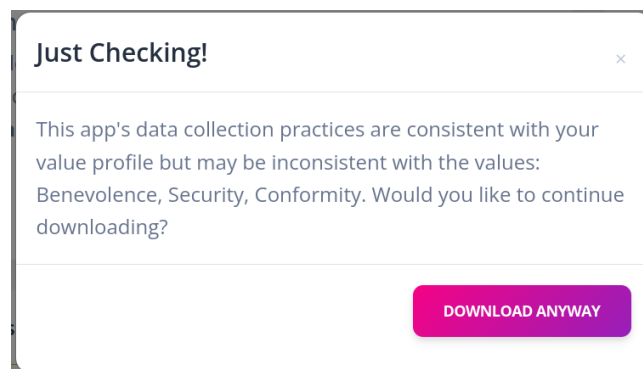 Just Checking!
×
This app's data collection practices are consistent with your
value profile but may be inconsistent with the values:
Benevolence, Security, Conformity. Would you like to continue
downloading?
DOWNLOAD ANYWAY